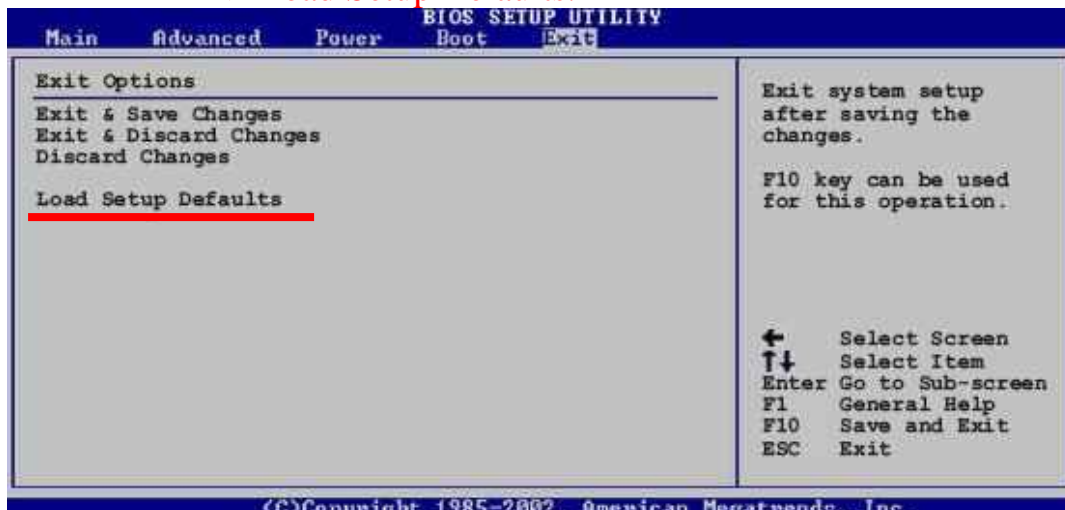 BIOS SETUP UTILITY
Main Advanced Power Boot Exit
Exit Options
Exit & Save Changes
Exit & Discard Changes
Discard Changes
Load Setup Defaults
Exit system setup
after saving the
changes.
F10 key can be used
for this operation.
← Select Screen
↑↓ Select Item
Enter Go to Sub-screen
F1 General Help
F10 Save and Exit
ESC Exit
(C)Copyright 1985-2002, American Megatrends, Inc.